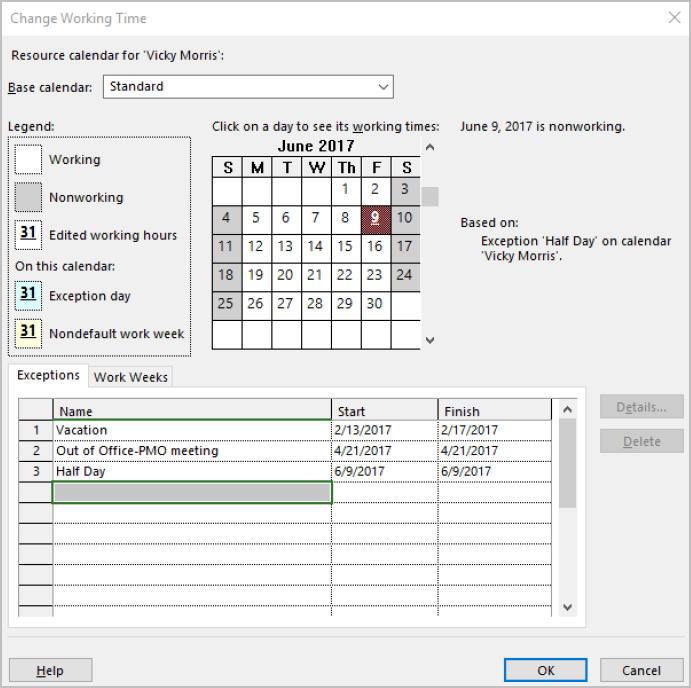 Change Working Time
Resource calendar for 'Vicky Morris':
Base calendar: Standard
Legend:
Working
Nonworking
31 Edited working hours
On this calendar:
31 Exception day
31 Nondefault work week
Click on a day to see its working times:
June 2017
S M T W Th F S
1 2 3
4 5 6 7 8 9 10
11 12 13 14 15 16 17
18 19 20 21 22 23 24
25 26 27 28 29 30
June 9, 2017 is nonworking.
Based on:
Exception 'Half Day' on calendar
'Vicky Morris'.
Exceptions Work Weeks
Name Start Finish
1 Vacation 2/13/2017 2/17/2017
2 Out of Office-PMO meeting 4/21/2017 4/21/2017
3 Half Day 6/9/2017 6/9/2017
Details...
Delete
Help OK Cancel